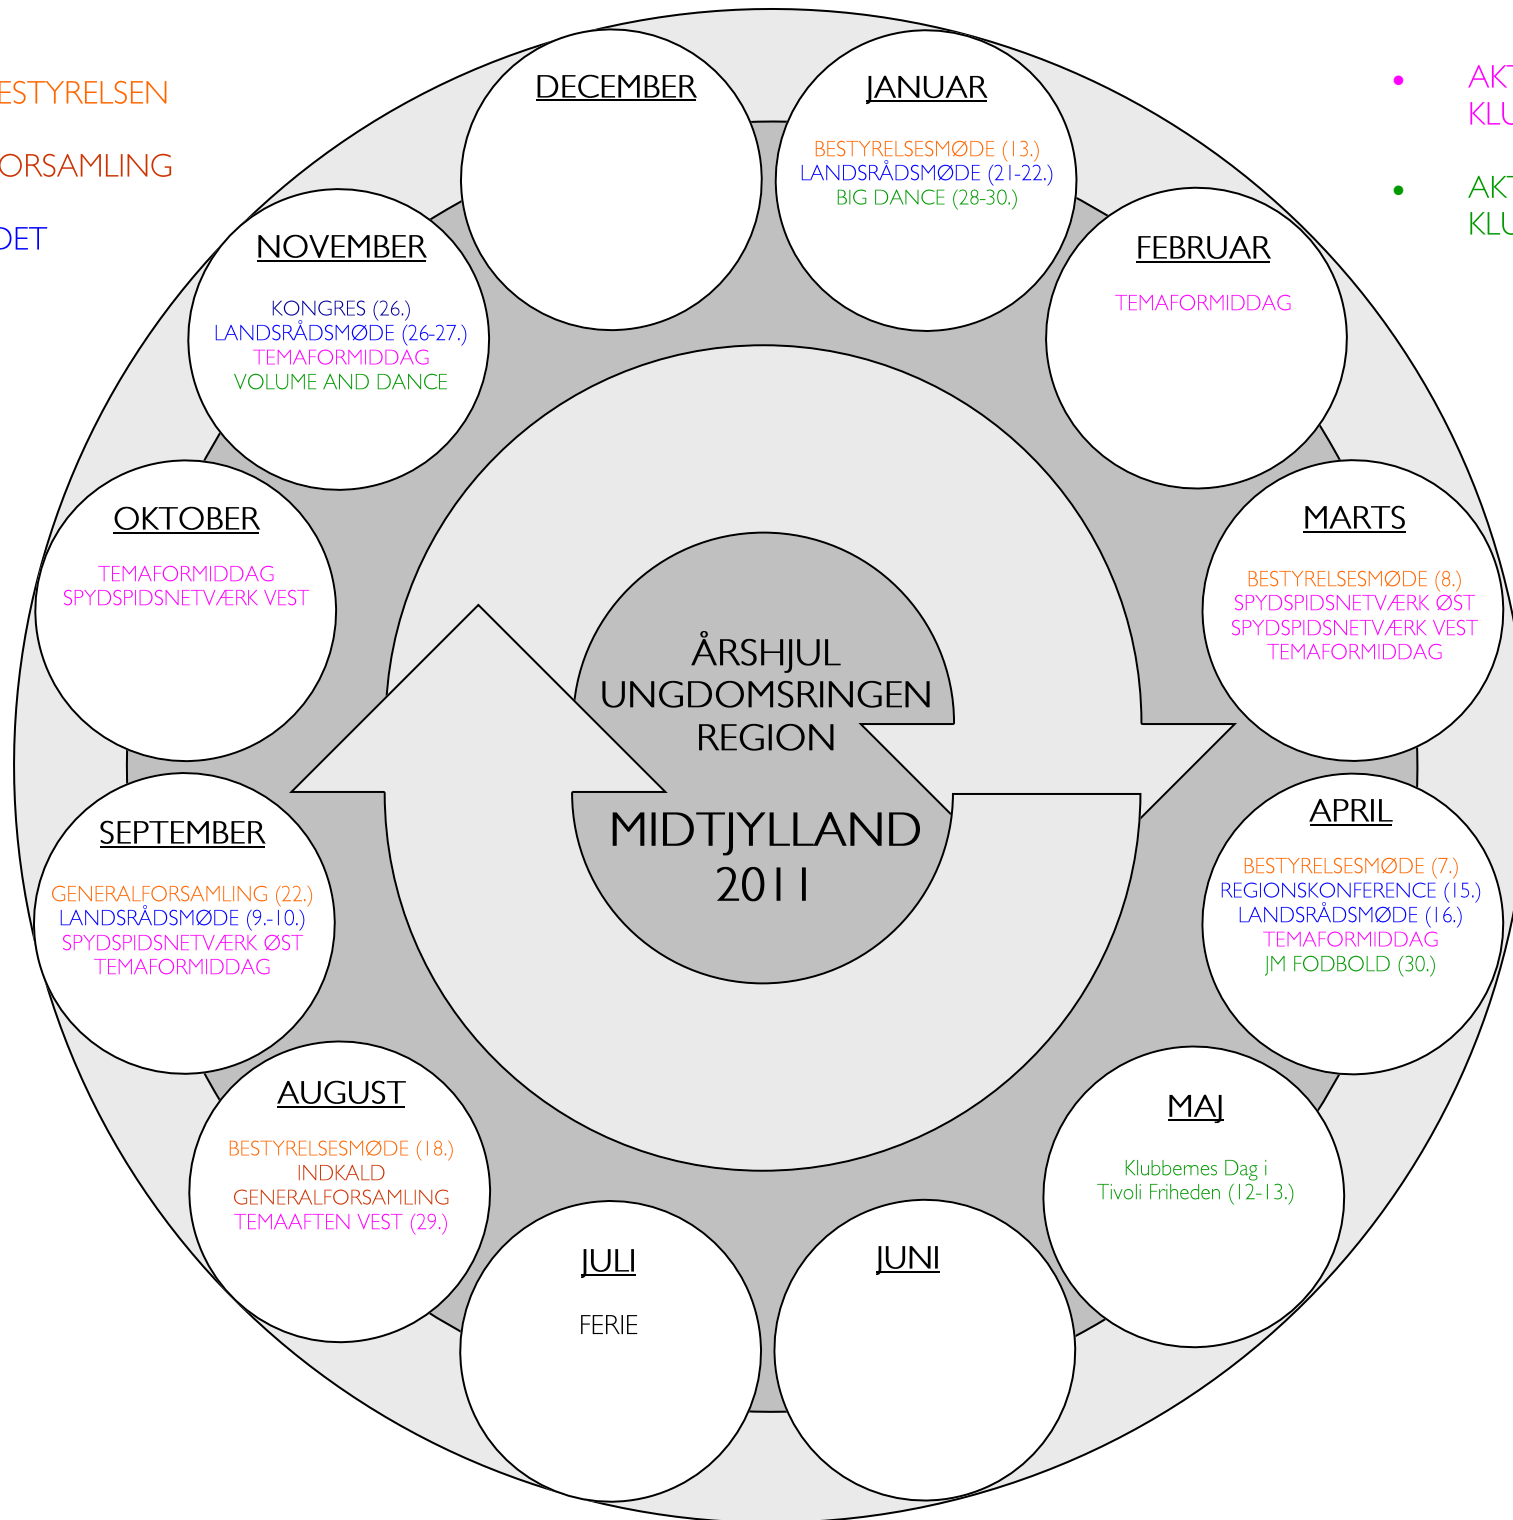 ESTYRELSEN
ORSAMLING
DET
AKT
KLU
AKT
KLU
DECEMBER
JANUAR
BESTYRELSESMØDE (13.)
LANDSRÅDSMØDE (21-22.)
BIG DANCE (28-30.)
FEBRUAR
TEMAFORMIDDAG
MARTS
BESTYRELSESMØDE (8.)
SPYDSPIDSNETVÆRK ØST
SPYDSPIDSNETVÆRK VEST
TEMAFORMIDDAG
APRIL
BESTYRELSESMØDE (7.)
REGIONSKONFERENCE (15.)
LANDSRÅDSMØDE (16.)
TEMAFORMIDDAG
JM FODBOLD (30.)
MAJ
Klubbernes Dag i
Tivoli Friheden (12-13.)
JUNI
JULI
FERIE
AUGUST
BESTYRELSESMØDE (18.)
INDKALD
GENERALFORSAMLING
TEMAAFTEN VEST (29.)
SEPTEMBER
GENERALFORSAMLING (22.)
LANDSRÅDSMØDE (9.-10.)
SPYDSPIDSNETVÆRK ØST
TEMAFORMIDDAG
OKTOBER
TEMAFORMIDDAG
SPYDSPIDSNETVÆRK VEST
NOVEMBER
KONGRES (26.)
LANDSRÅDSMØDE (26-27.)
TEMAFORMIDDAG
VOLUME AND DANCE
ÅRSHJUL
UNGDOMSRINGEN
REGION
MIDTJYLLAND
2011